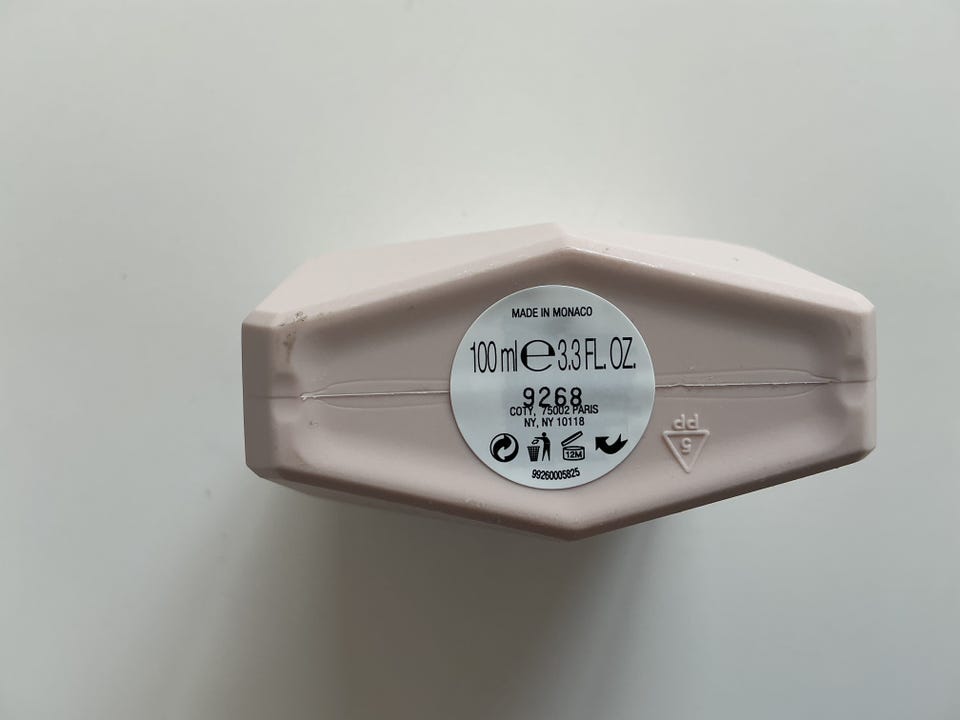 MADE IN MONACO
100 ml ℮ 3.3 FL. OZ.
9268
COTY, 75002 PARIS
NY, NY 10118
12M
99260005825
5
PP